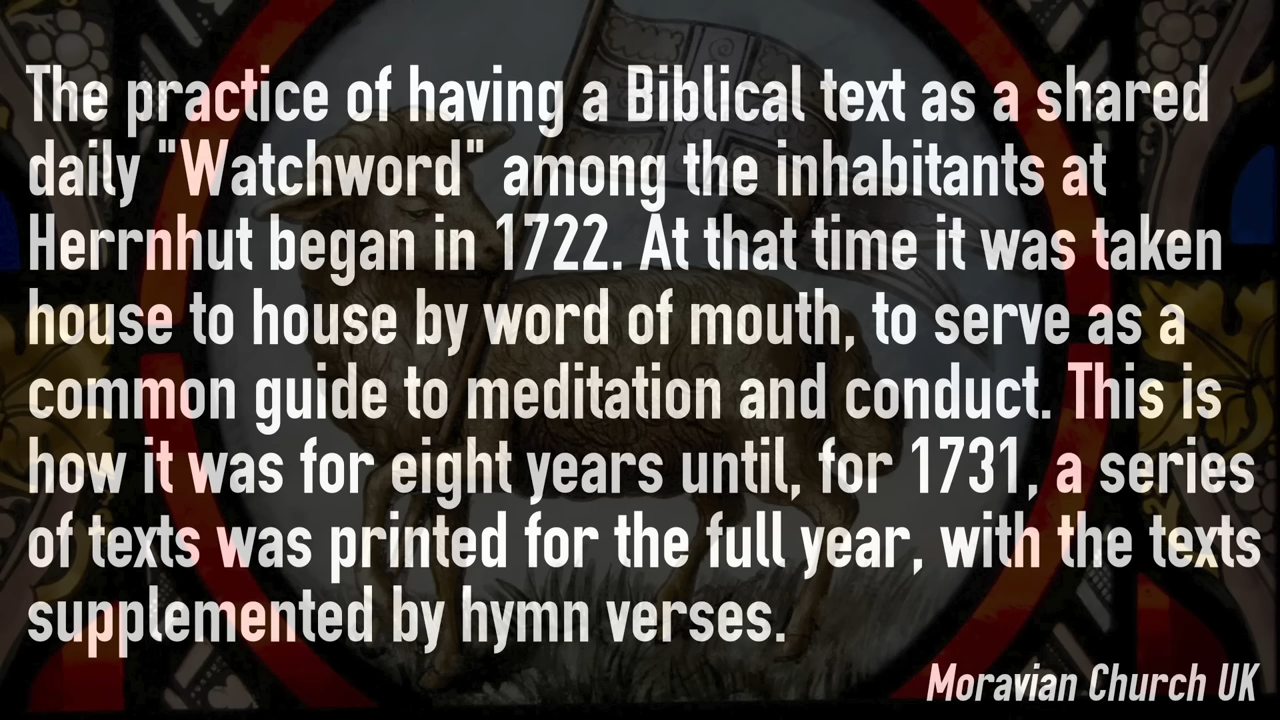 The practice of having a Biblical text as a shared
daily "Watchword" among the inhabitants at
Herrnhut began in 1722. At that time it was taken
house to house by word of mouth, to serve as a
common guide to meditation and conduct. This is
how it was for eight years until, for 1731, a series
of texts was printed for the full year, with the texts
supplemented by hymn verses.
Moravian Church UK